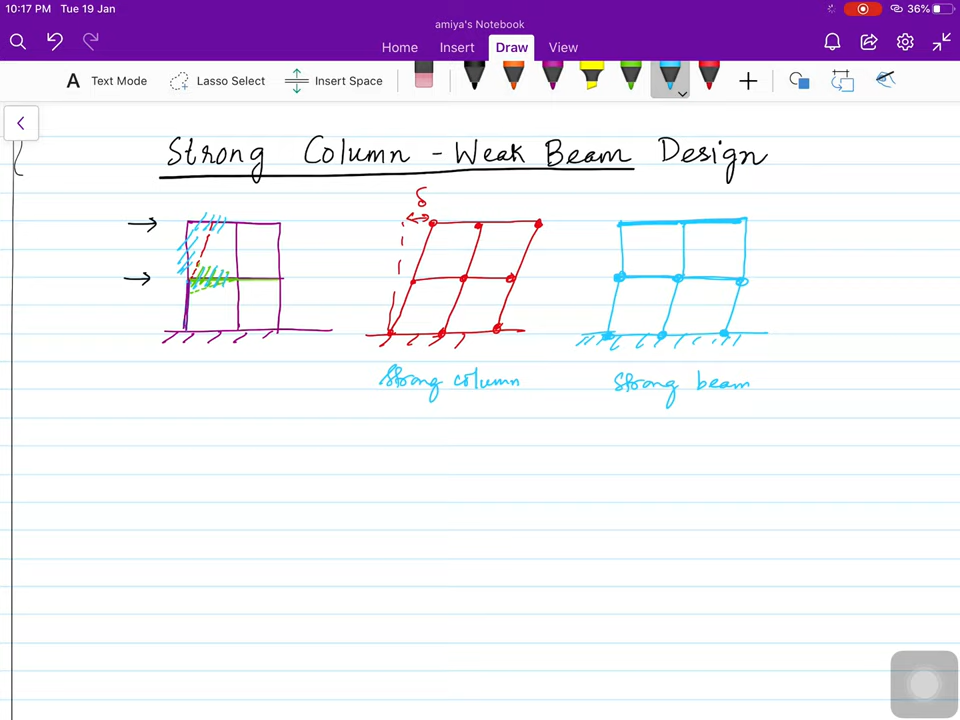 10:17 PM Tue 19 Jan
36%
amiya's Notebook
Home Insert Draw View
Text Mode Lasso Select Insert Space
Strong Column - Weak Beam Design
δ
Strong column
Strong beam